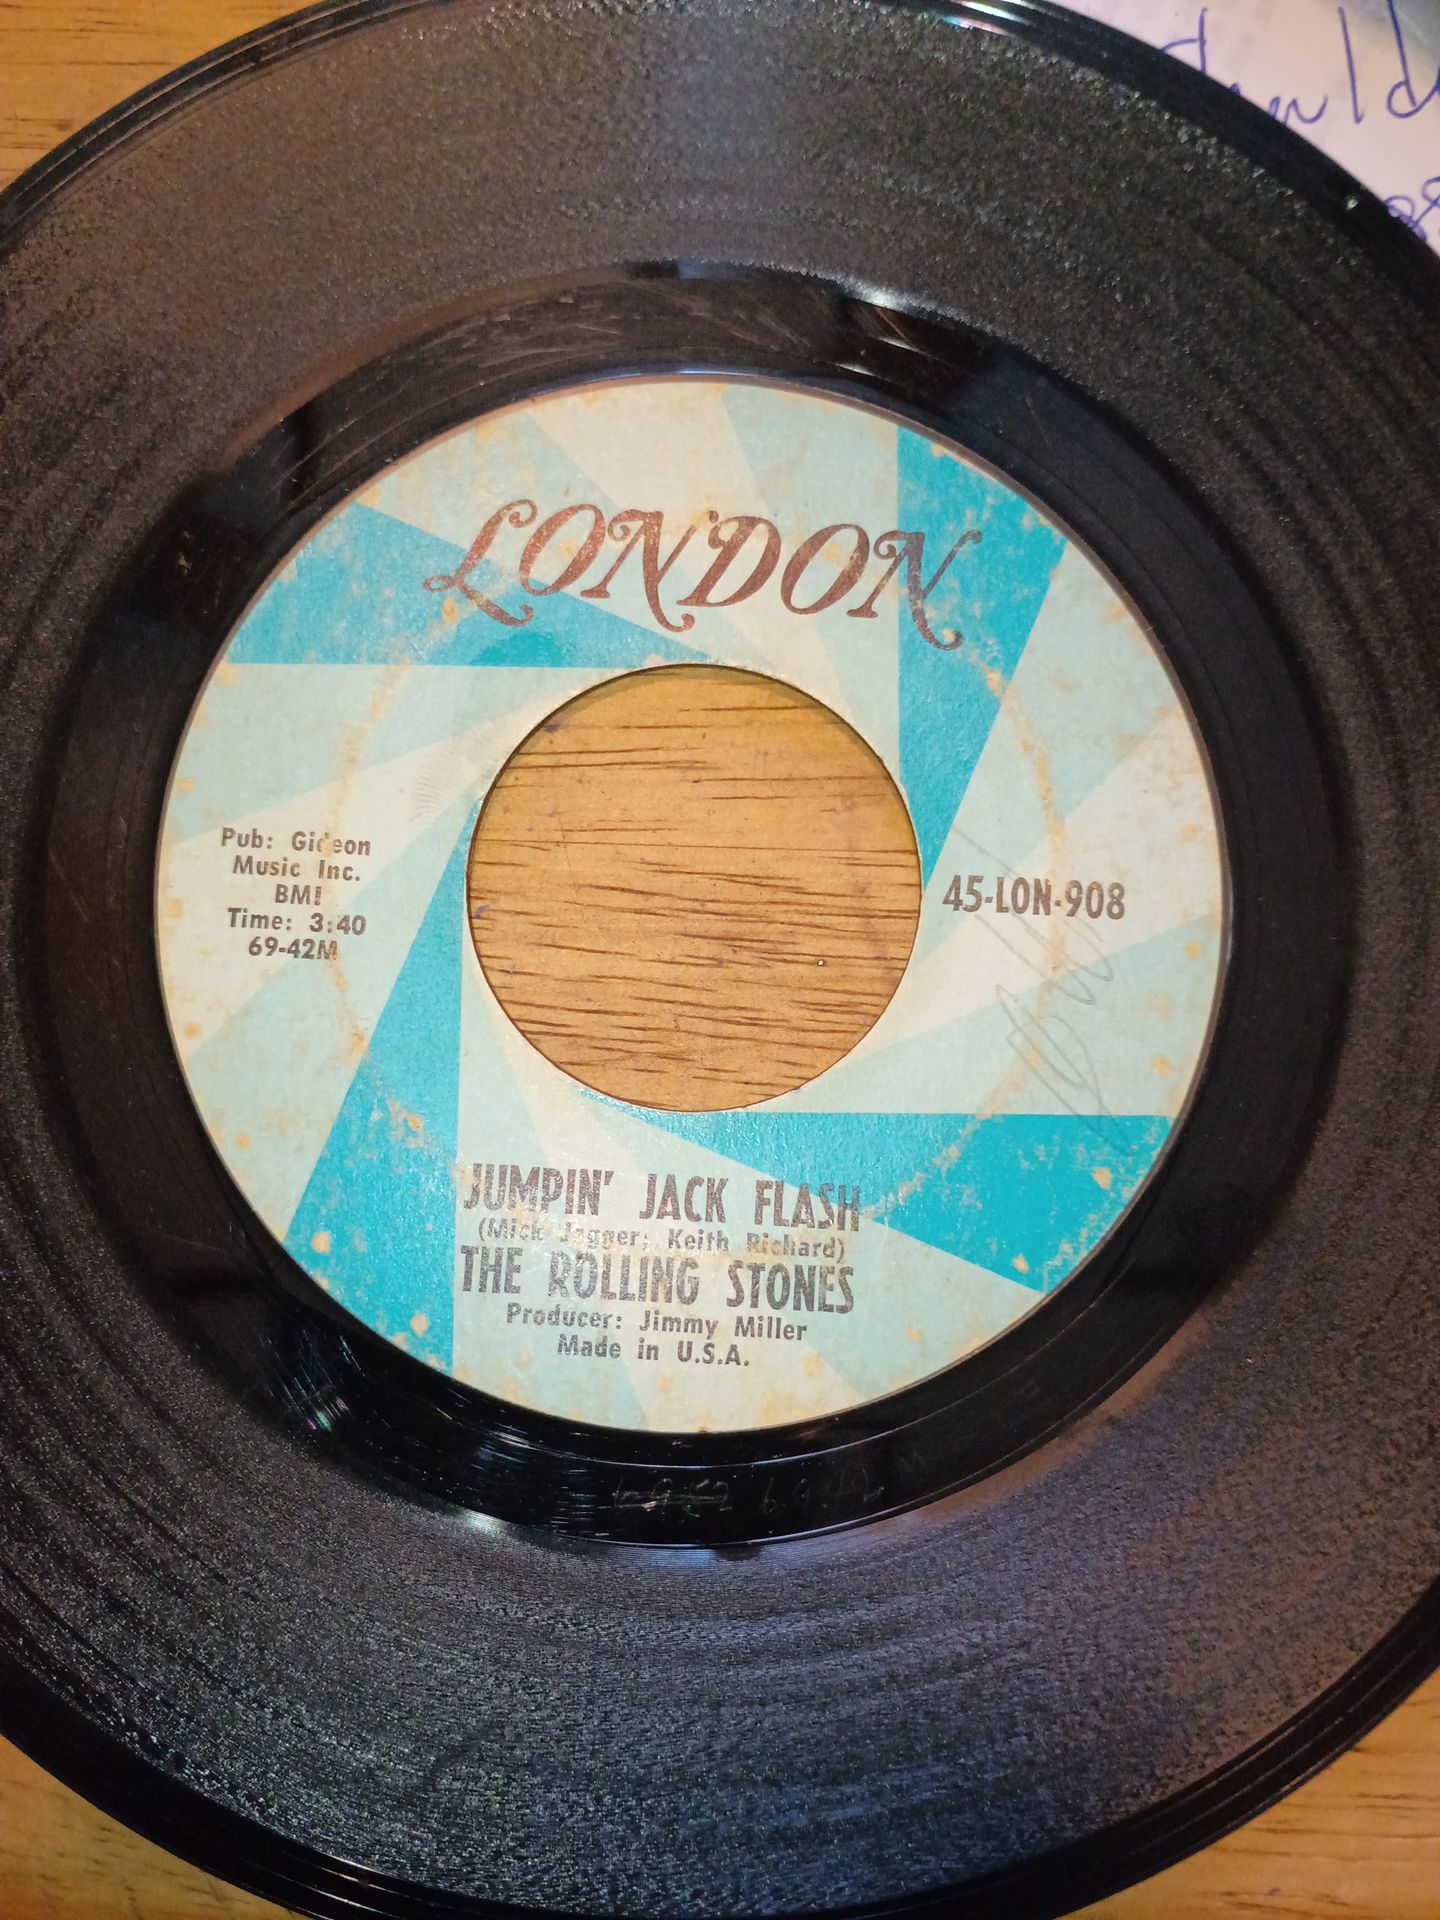 LONDON
Pub: Gideon
Music Inc.
BMI
Time: 3:40
69-42M
45-LON-908
JUMPIN' JACK FLASH
(Mick Jagger; Keith Richard)
THE ROLLING STONES
Producer: Jimmy Miller
Made in U.S.A.